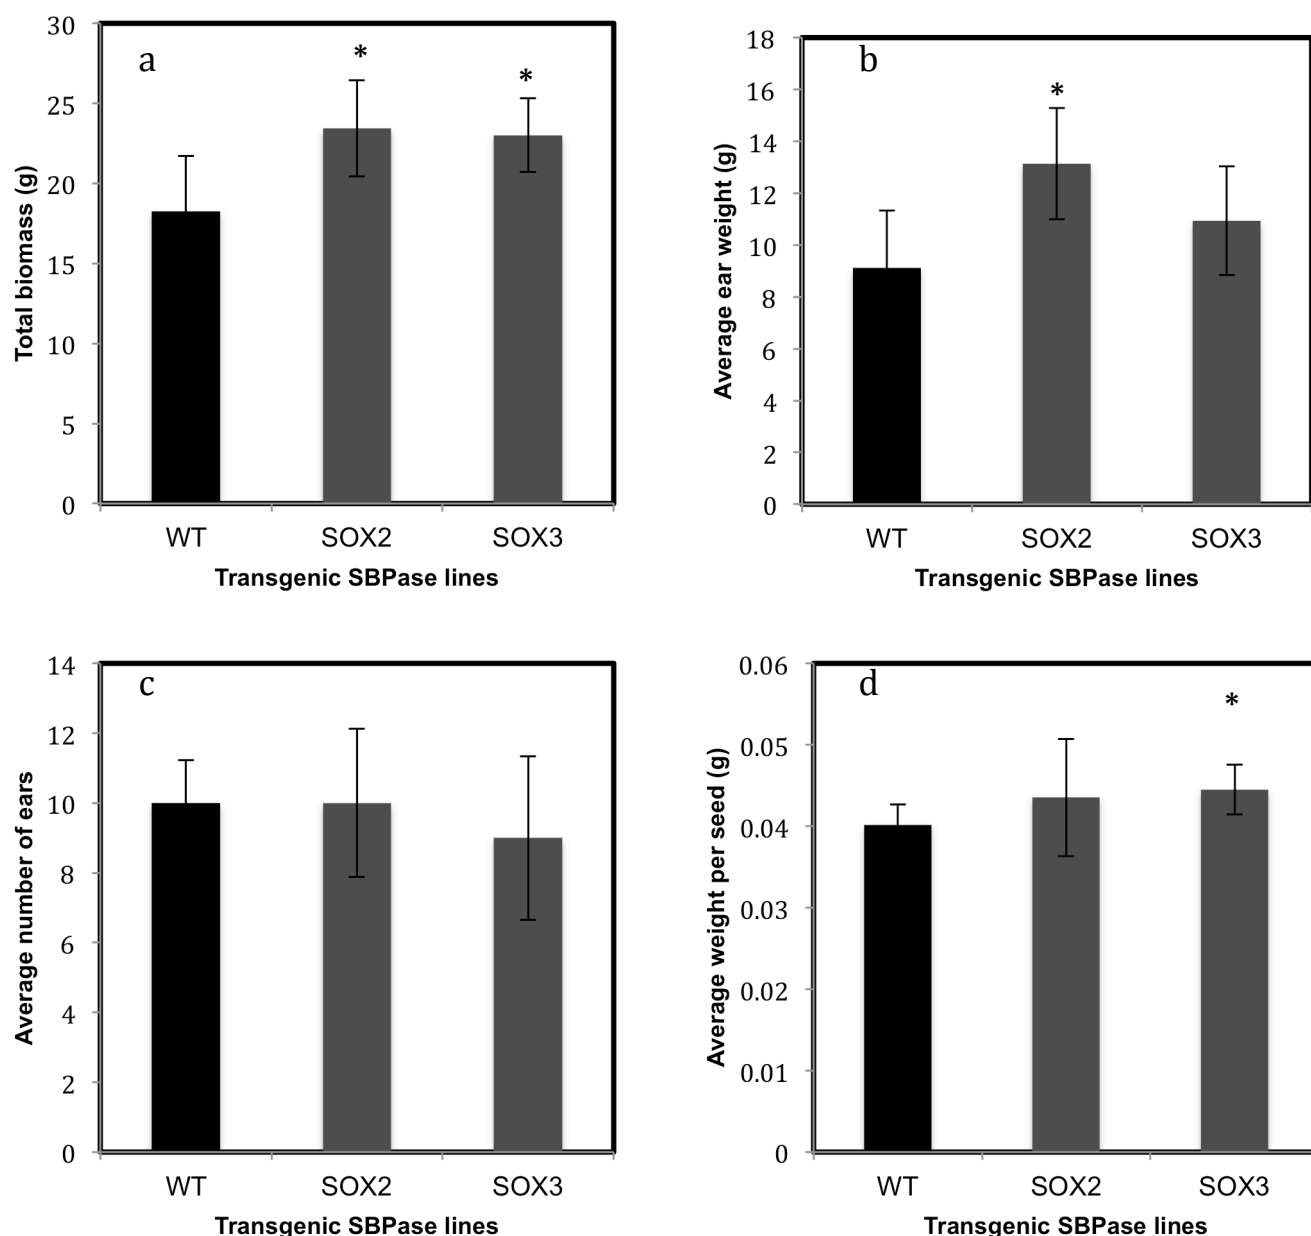 a
*
*
30
25
20
15
10
5
0
Total biomass (g)
WT SOX2 SOX3
Transgenic SBPase lines
b
*
18
16
14
12
10
8
6
4
2
0
Average ear weight (g)
WT SOX2 SOX3
Transgenic SBPase lines
c
14
12
10
8
6
4
2
0
Average number of ears
WT SOX2 SOX3
Transgenic SBPase lines
d
*
0.06
0.05
0.04
0.03
0.02
0.01
0
Average weight per seed (g)
WT SOX2 SOX3
Transgenic SBPase lines